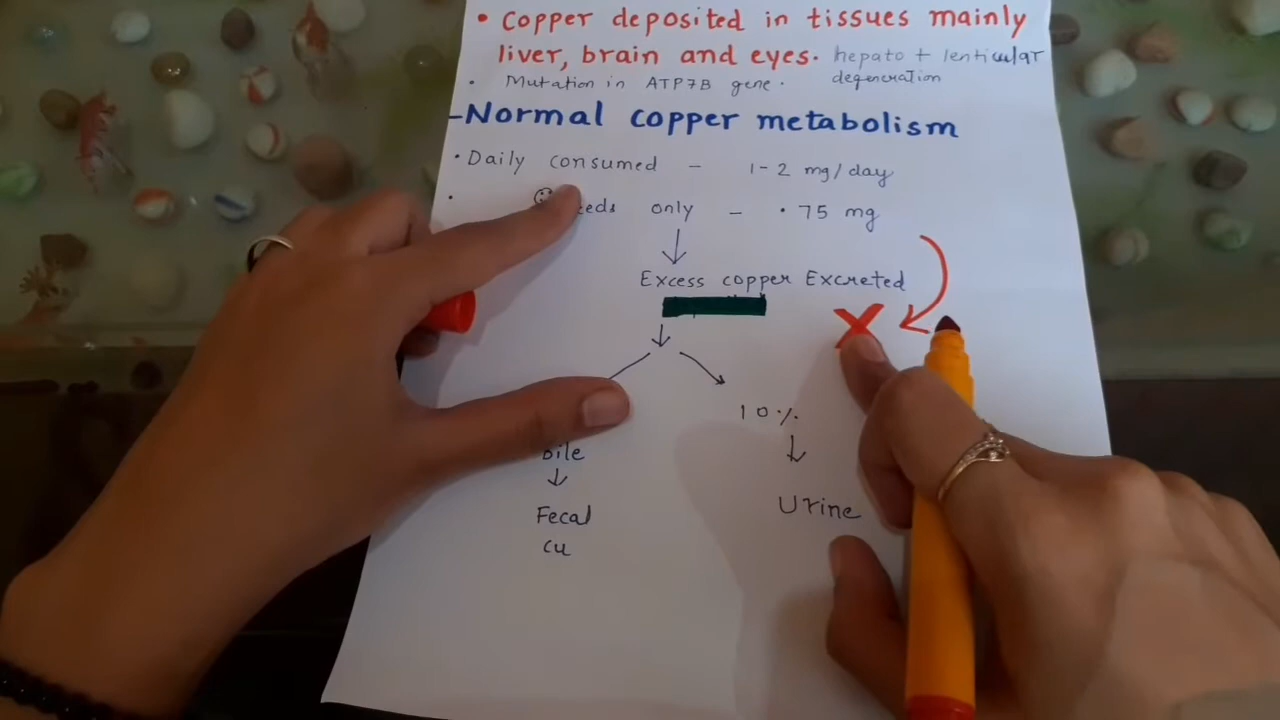 • Copper deposited in tissues mainly
liver, brain and eyes. hepato + lenticular
degeneration
• Mutation in ATP7B gene.
- Normal copper metabolism
• Daily consumed - 1-2 mg/day
• only - .75 mg
Excess copper Excreted
X
10%
bile
Urine
Fecal
cu